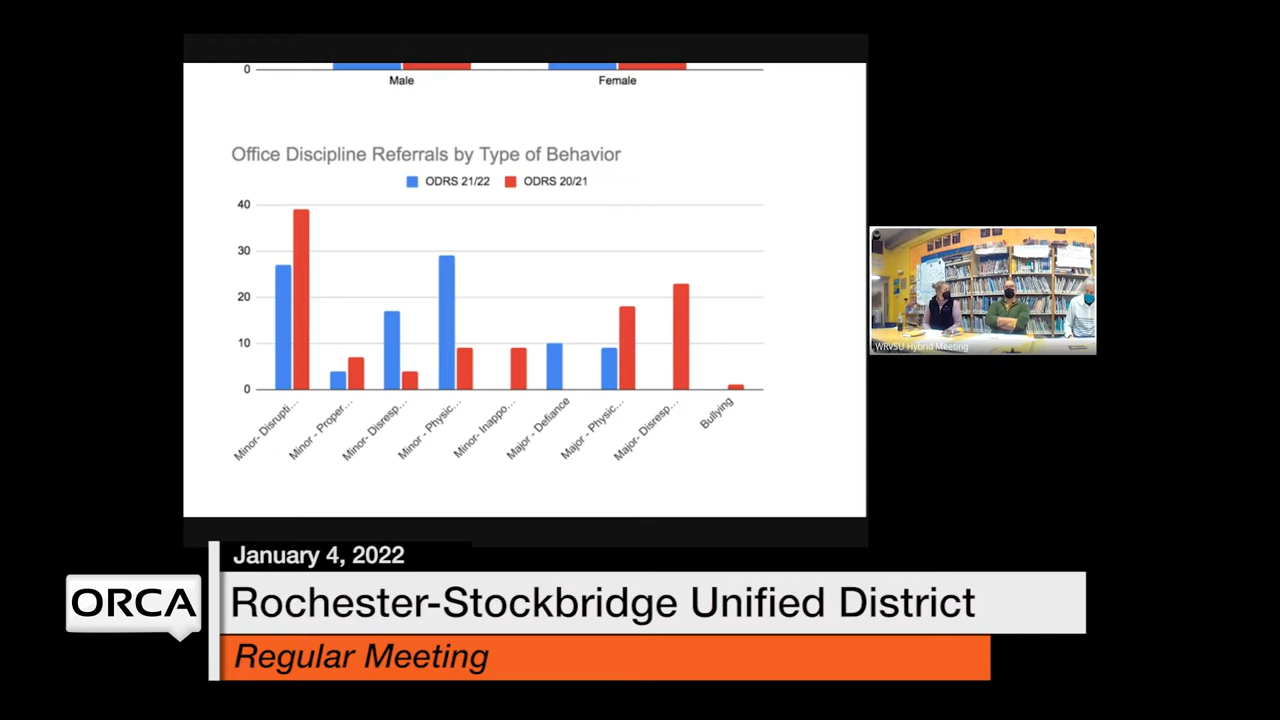 0
Male
Female
Office Discipline Referrals by Type of Behavior
ODRS 21/22
ODRS 20/21
40
30
20
10
0
Minor- Disrupti...
Minor - Proper...
Minor- Disresp...
Minor - Physic...
Minor- Inappo...
Major - Defiance
Major - Physic...
Major- Disresp...
Bullying
WRVSU Hybrid Meeting
January 4, 2022
ORCA
Rochester-Stockbridge Unified District
Regular Meeting